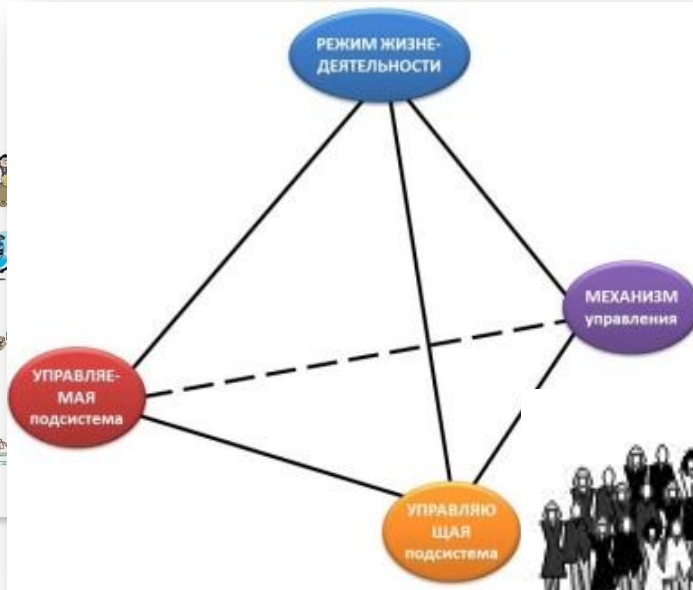 РЕЖИМ ЖИЗНЕ-
ДЕЯТЕЛЬНОСТИ
МЕХАНИЗМ
управления
УПРАВЛЯЕ-
МАЯ
подсистема
УПРАВЛЯЮ
ЩАЯ
подсистема